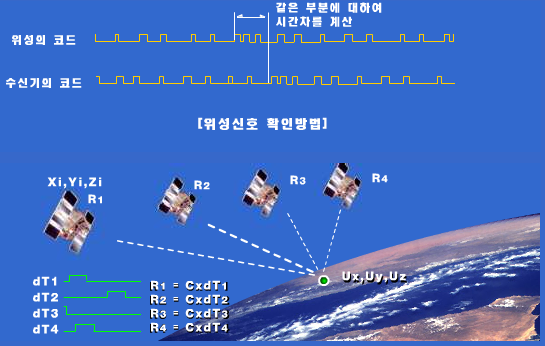 같은 부분에 대하여
시간차를 계산
위성의 코드
수신기의 코드
[위성신호 확인방법]
Xi,Yi,Zi
R1
R2
R3
R4
Ux,Uy,Uz
dT1
dT2
dT3
dT4
R1 = CxdT1
R2 = CxdT2
R3 = CxdT3
R4 = CxdT4